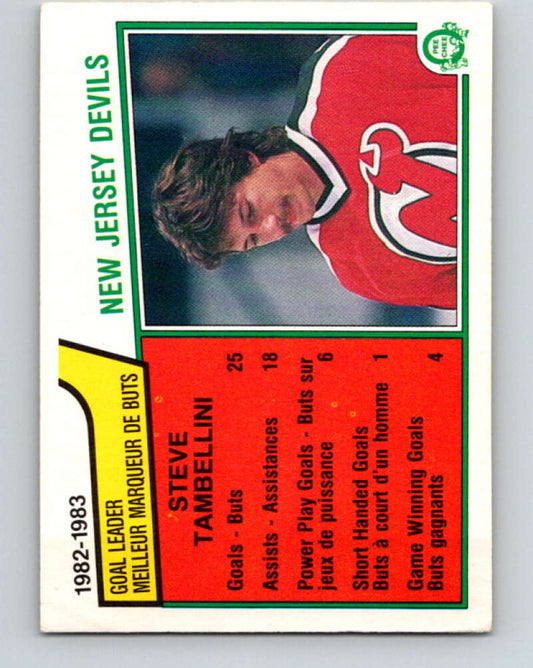 1982-1983
GOAL LEADER
MEILLEUR MARQUEUR DE BUTS
NEW JERSEY DEVILS
O
PEE
CHEE
STEVE
TAMBELLINI
Goals - Buts 25
Assists - Assistances 18
Power Play Goals - Buts sur
jeux de puissance 6
Short Handed Goals
Buts à court d'un homme 1
Game Winning Goals
Buts gagnants 4